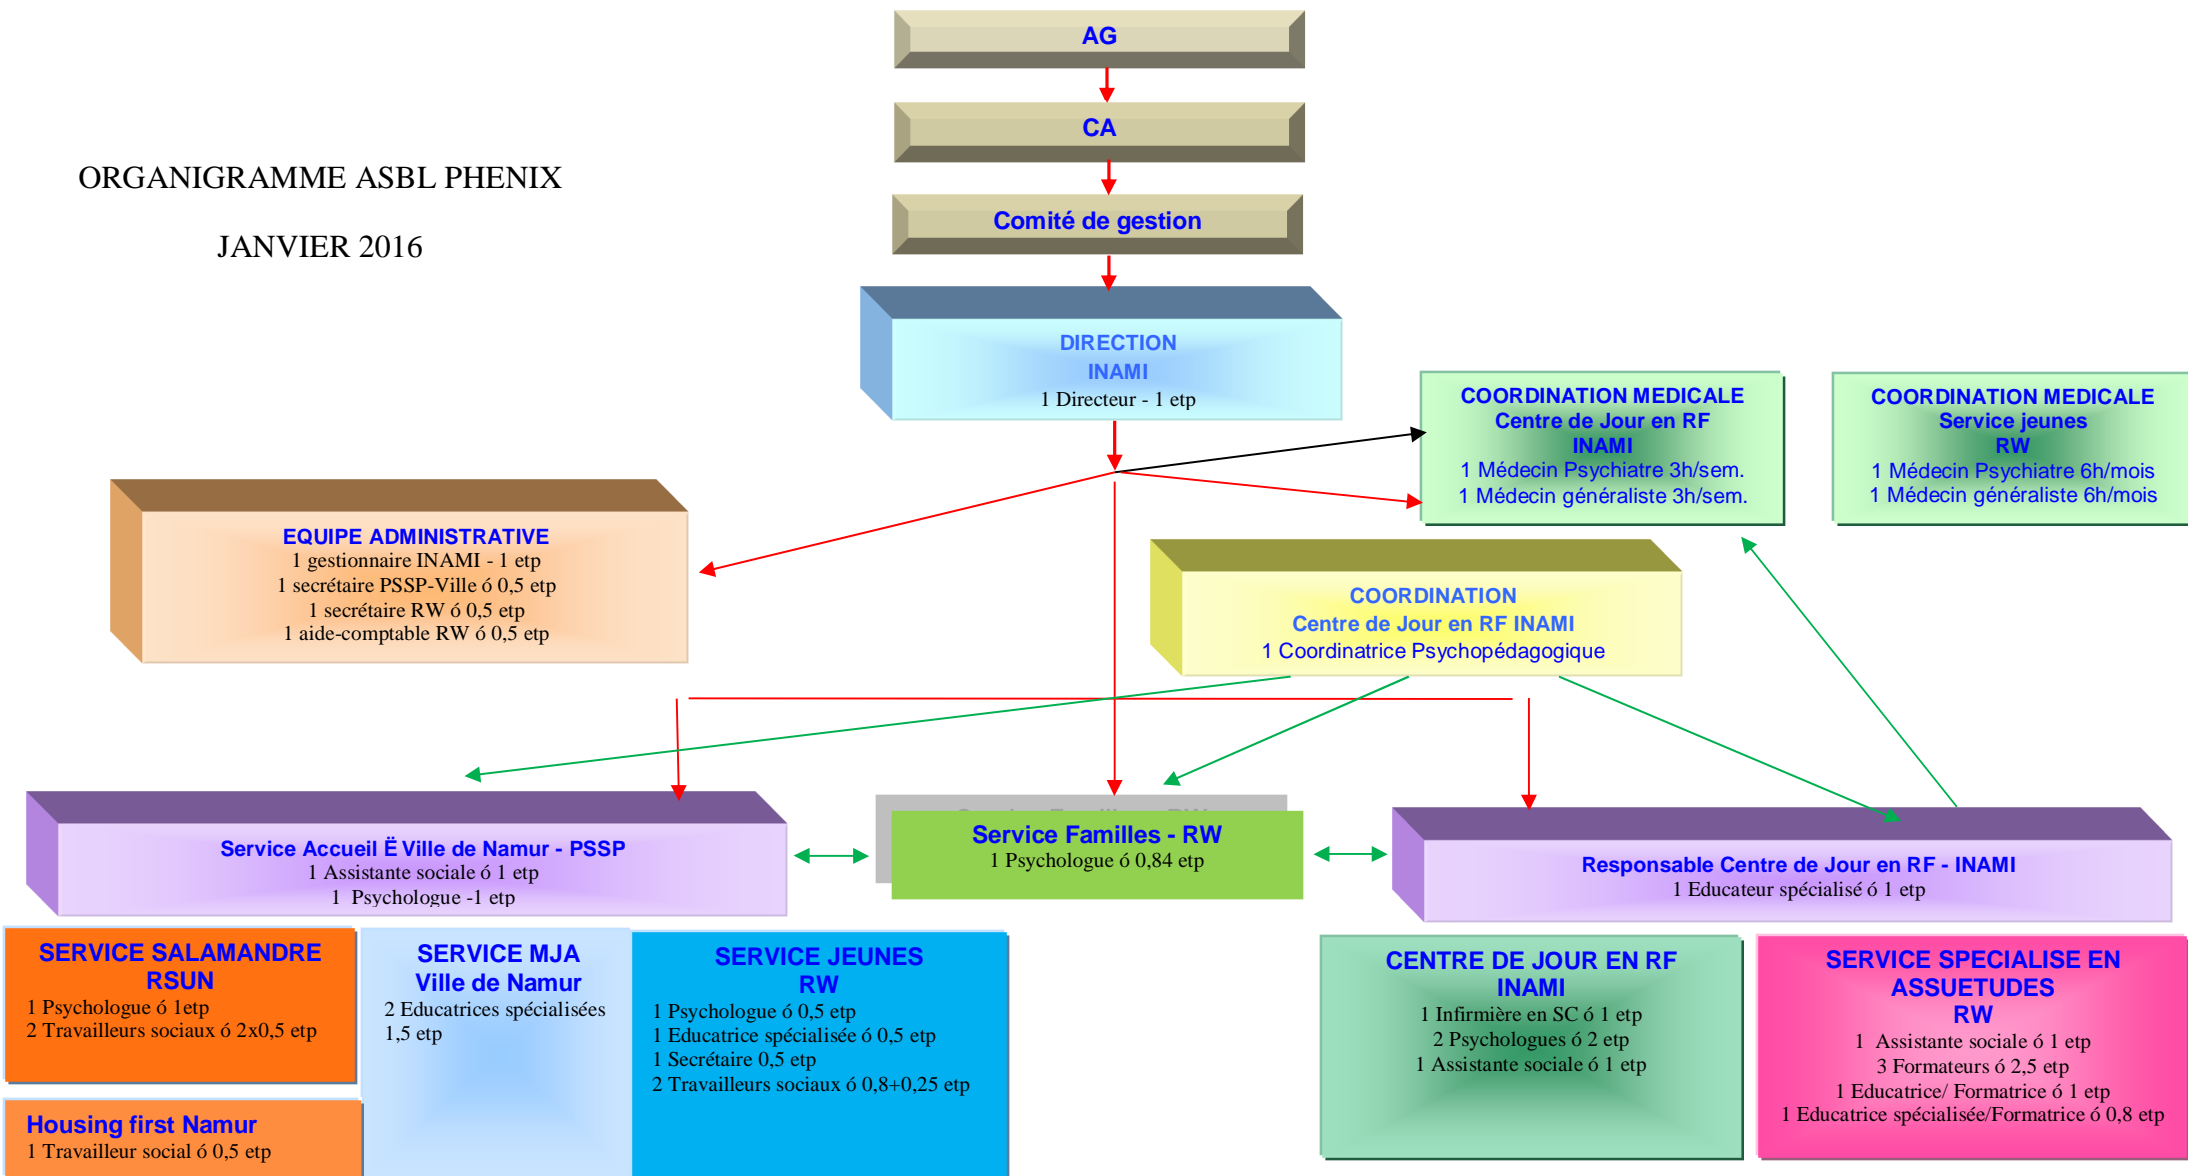 AG
CA
ORGANIGRAMME ASBL PHENIX
JANVIER 2016
Comité de gestion
DIRECTION
INAMI
1 Directeur - 1 etp
COORDINATION MEDICALE
Centre de Jour en RF
INAMI
1 Médecin Psychiatre 3h/sem.
1 Médecin généraliste 3h/sem.
COORDINATION MEDICALE
Service jeunes
RW
1 Médecin Psychiatre 6h/mois
1 Médecin généraliste 6h/mois
EQUIPE ADMINISTRATIVE
1 gestionnaire INAMI - 1 etp
1 secrétaire PSSP-Ville ó 0,5 etp
1 secrétaire RW ó 0,5 etp
1 aide-comptable RW ó 0,5 etp
COORDINATION
Centre de Jour en RF INAMI
1 Coordinatrice Psychopédagogique
Service Accueil Ë Ville de Namur - PSSP
1 Assistante sociale ó 1 etp
1 Psychologue -1 etp
Service Familles - RW
1 Psychologue ó 0,84 etp
Responsable Centre de Jour en RF - INAMI
1 Educateur spécialisé ó 1 etp
SERVICE SALAMANDRE
RSUN
1 Psychologue ó 1etp
2 Travailleurs sociaux ó 2x0,5 etp
Housing first Namur
1 Travailleur social ó 0,5 etp
SERVICE MJA
Ville de Namur
2 Educatrices spécialisées
1,5 etp
SERVICE JEUNES
RW
1 Psychologue ó 0,5 etp
1 Educatrice spécialisée ó 0,5 etp
1 Secrétaire 0,5 etp
2 Travailleurs sociaux ó 0,8+0,25 etp
CENTRE DE JOUR EN RF
INAMI
1 Infirmière en SC ó 1 etp
2 Psychologues ó 2 etp
1 Assistante sociale ó 1 etp
SERVICE SPECIALISE EN
ASSUETUDES
RW
1 Assistante sociale ó 1 etp
3 Formateurs ó 2,5 etp
1 Educatrice/ Formatrice ó 1 etp
1 Educatrice spécialisée/Formatrice ó 0,8 etp